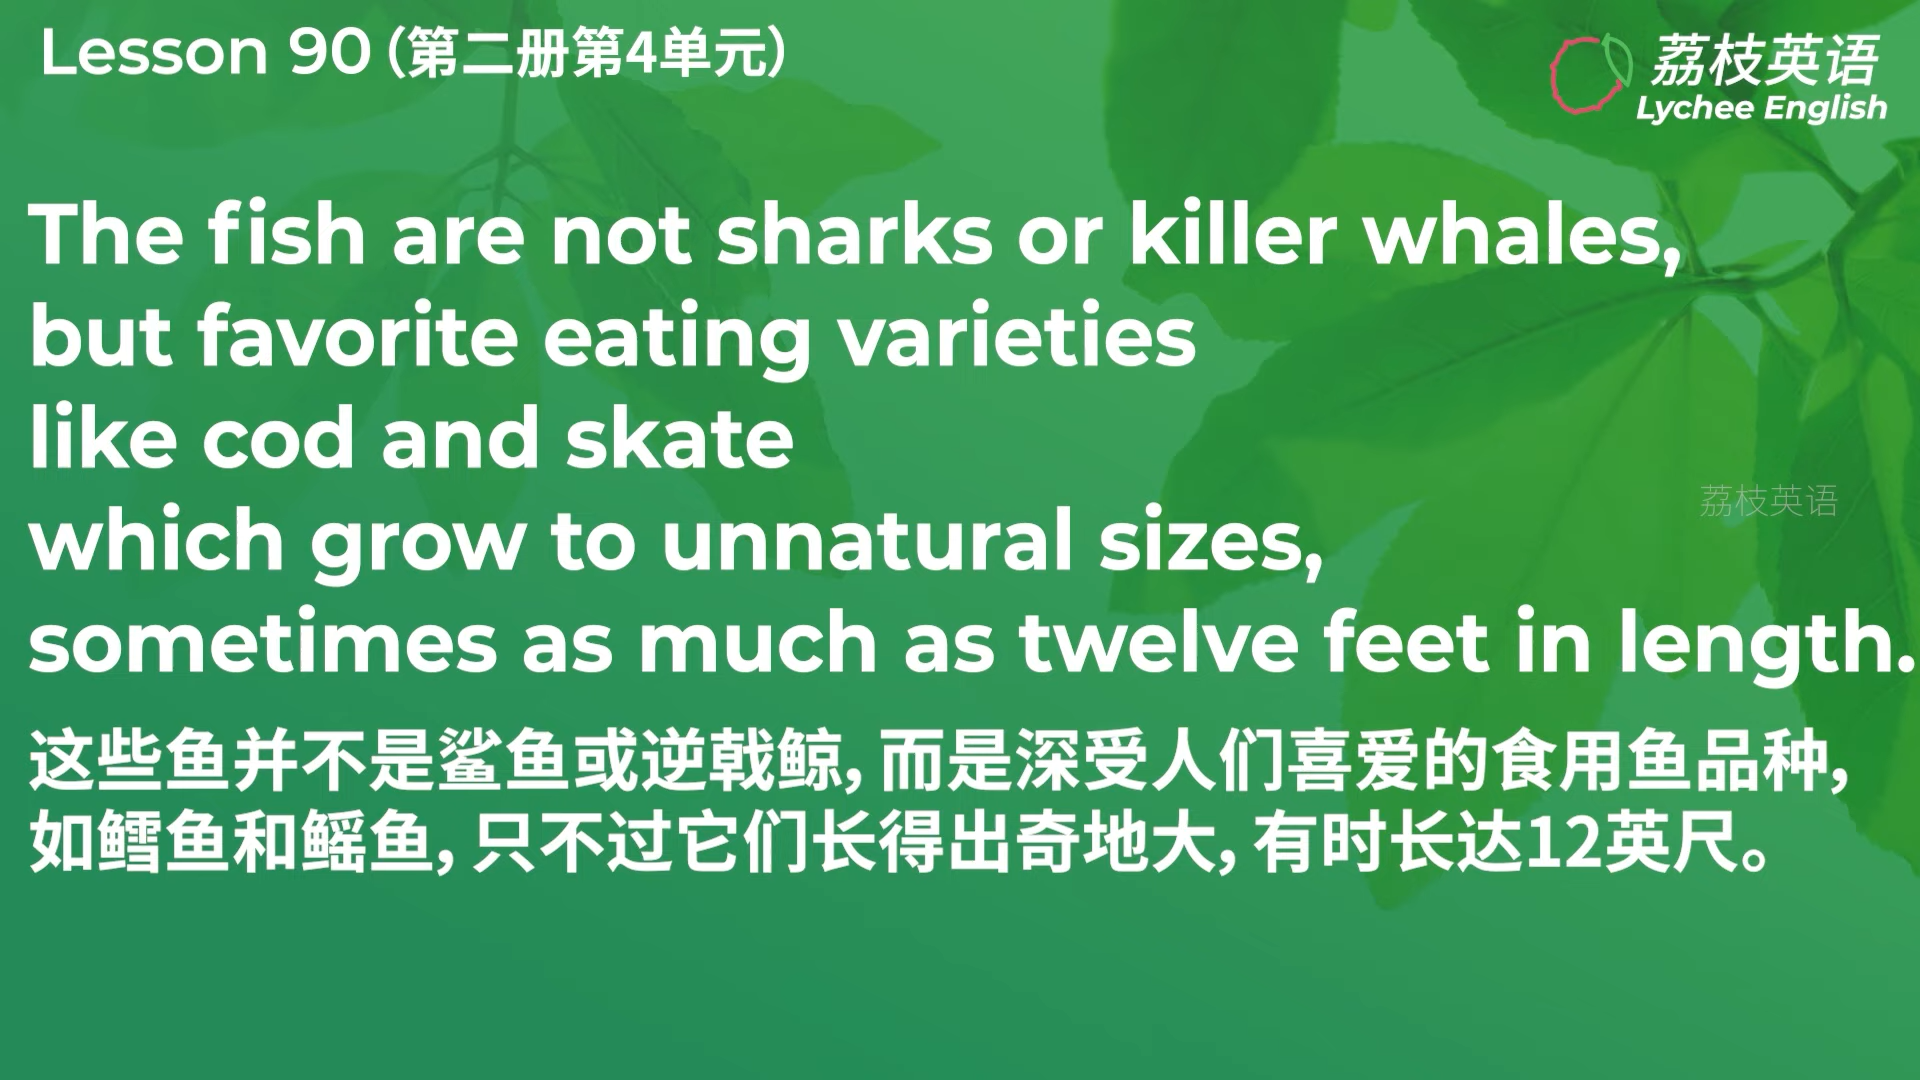 Lesson 90（第二册第4单元）
荔枝英语
Lychee English
The fish are not sharks or killer whales,
but favorite eating varieties
like cod and skate
which grow to unnatural sizes,
荔枝英语
sometimes as much as twelve feet in length.
这些鱼并不是鲨鱼或逆戟鲸，而是深受人们喜爱的食用鱼品种，
如鳕鱼和鳐鱼，只不过它们长得出奇地大，有时长达12英尺。